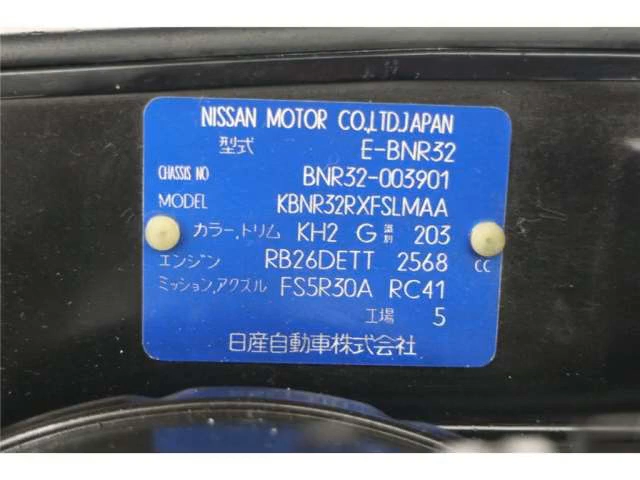 NISSAN MOTOR CO.,LTD.JAPAN
型式 E-BNR32
CHASSIS NO BNR32-003901
MODEL KBNR32RXFSLMAA
カラー,トリム KH2 G 識別 203
エンジン RB26DETT 2568 CC
ミッション,アクスル FS5R30A RC41
工場 5
日産自動車株式会社